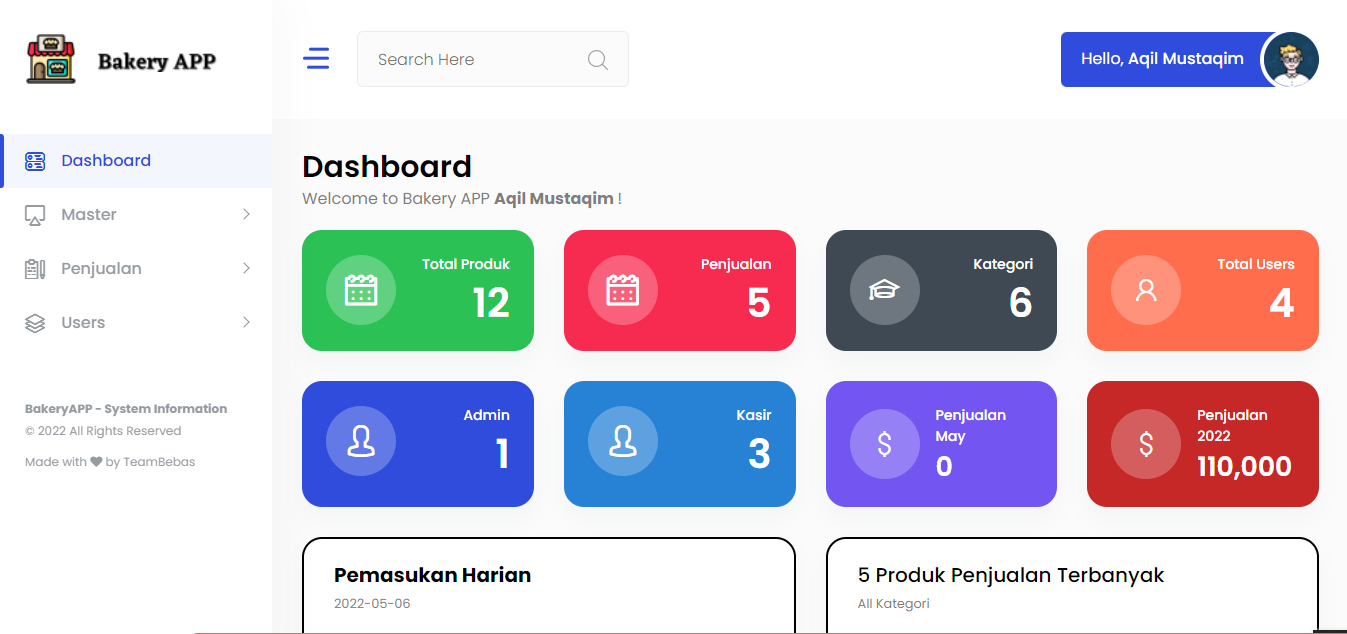 Bakery APP
Search Here
Hello, Aqil Mustaqim
Dashboard
Master
Penjualan
Users
BakeryAPP - System Information
© 2022 All Rights Reserved
Made with ♥ by TeamBebas
Dashboard
Welcome to Bakery APP Aqil Mustaqim !
Total Produk
12
Penjualan
5
Kategori
6
Total Users
4
Admin
1
Kasir
3
Penjualan
May
0
Penjualan
2022
110,000
Pemasukan Harian
2022-05-06
5 Produk Penjualan Terbanyak
All Kategori